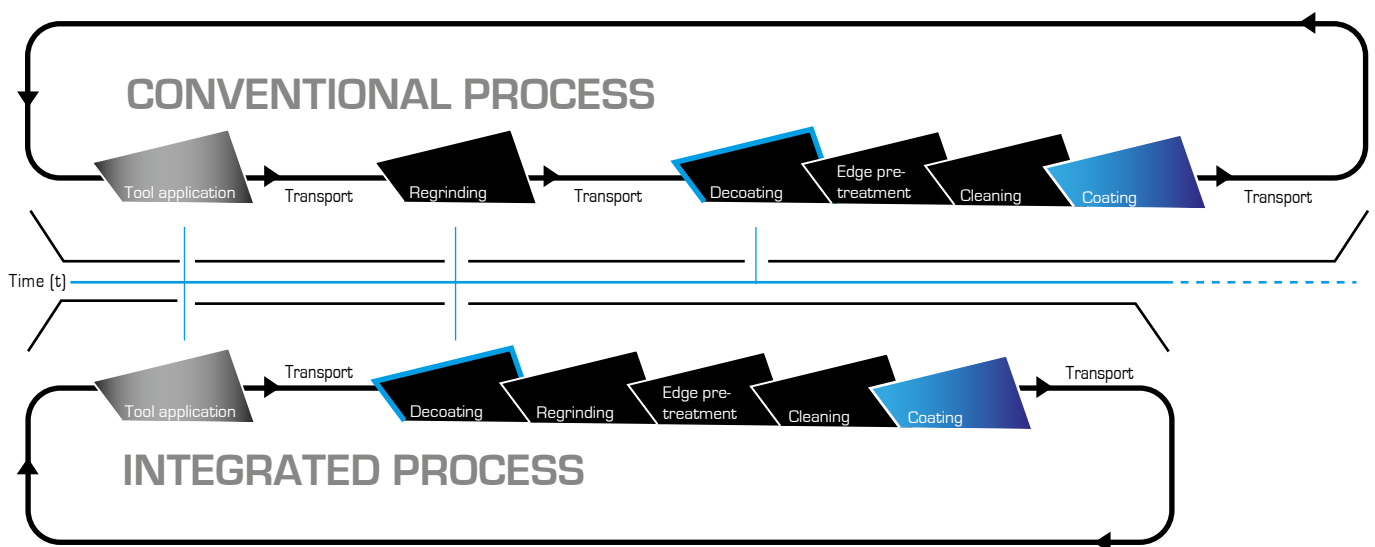 CONVENTIONAL PROCESS
Tool application
Transport
Regrinding
Transport
Decoating
Edge pre-
treatment
Cleaning
Coating
Transport
Time (t)
Tool application
Transport
Decoating
Regrinding
Edge pre-
treatment
Cleaning
Coating
Transport
INTEGRATED PROCESS